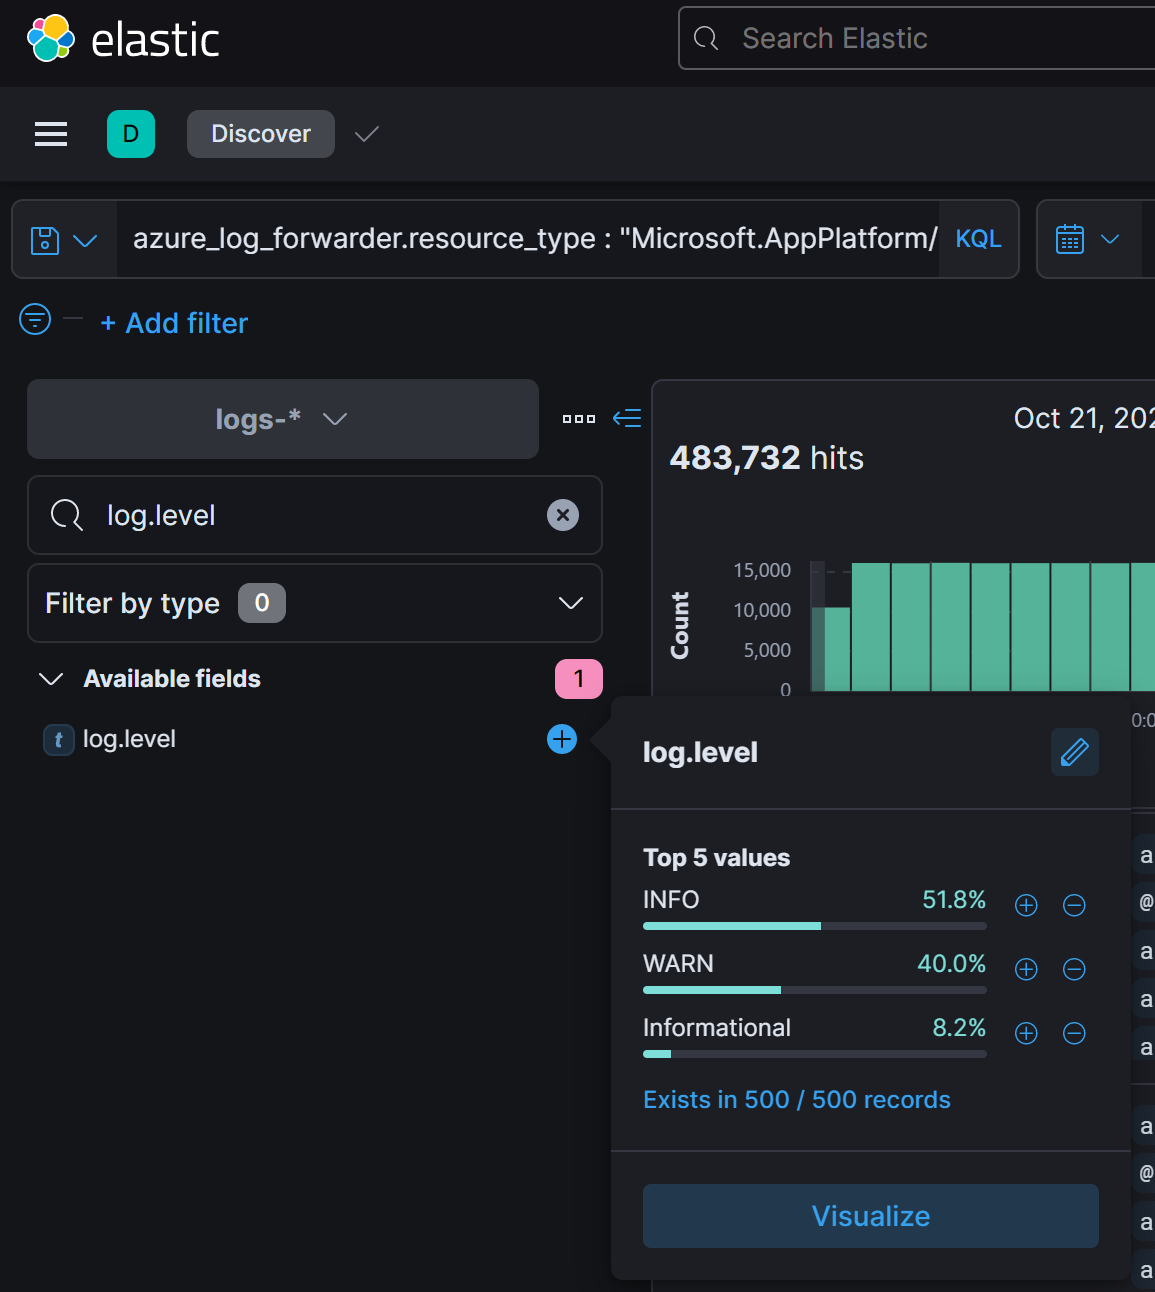 elastic
Search Elastic
D
Discover
azure_log_forwarder.resource_type : "Microsoft.AppPlatform/
KQL
+ Add filter
logs-*
Oct 21, 202
483,732 hits
log.level
Filter by type 0
Available fields 1
t log.level
Count
15,000
10,000
5,000
0
0:0
log.level
Top 5 values
INFO 51.8%
WARN 40.0%
Informational 8.2%
Exists in 500 / 500 records
Visualize
a
@
a
a
a
a
@
a
a